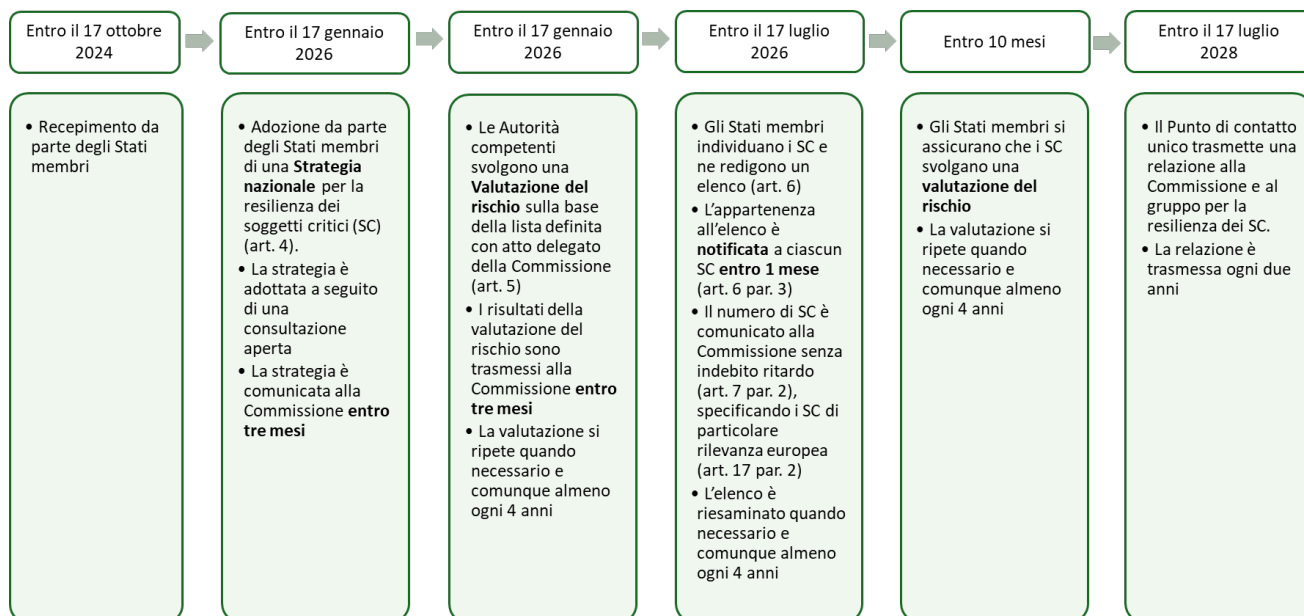 Entro il 17 ottobre
2024
Entro il 17 gennaio
2026
Entro il 17 gennaio
2026
Entro il 17 luglio
2026
Entro 10 mesi
Entro il 17 luglio
2028
• Recepimento da
parte degli Stati
membri
• Adozione da parte
degli Stati membri
di una Strategia
nazionale per la
resilienza dei
soggetti critici (SC)
(art. 4).
• La strategia è
adottata a seguito
di una
consultazione
aperta
• La strategia è
comunicata alla
Commissione entro
tre mesi
• Le Autorità
competenti
svolgono una
Valutazione del
rischio sulla base
della lista definita
con atto delegato
della Commissione
(art. 5)
• I risultati della
valutazione del
rischio sono
trasmessi alla
Commissione entro
tre mesi
• La valutazione si
ripete quando
necessario e
comunque almeno
ogni 4 anni
• Gli Stati membri
individuano i SC e
ne redigono un
elenco (art. 6)
• L’appartenenza
all’elenco è
notificata a ciascun
SC entro 1 mese
(art. 6 par. 3)
• Il numero di SC è
comunicato alla
Commissione senza
indebito ritardo
(art. 7 par. 2),
specificando i SC di
particolare
rilevanza europea
(art. 17 par. 2)
• L’elenco è
riesaminato quando
necessario e
comunque almeno
ogni 4 anni
• Gli Stati membri si
assicurano che i SC
svolgano una
valutazione del
rischio
• La valutazione si
ripete quando
necessario e
comunque almeno
ogni 4 anni
• Il Punto di contatto
unico trasmette una
relazione alla
Commissione e al
gruppo per la
resilienza dei SC.
• La relazione è
trasmessa ogni due
anni